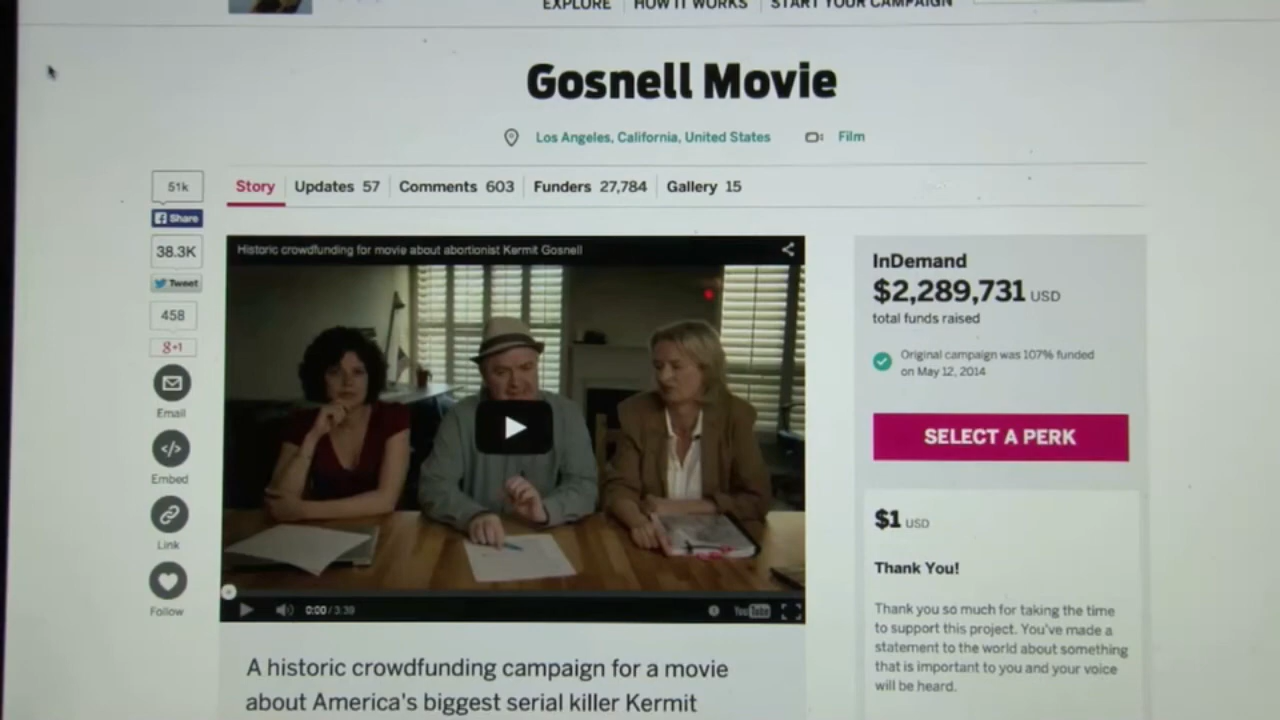 EXPLORE HOW IT WORKS START YOUR CAMPAIGN
Gosnell Movie
Los Angeles, California, United States Film
Story Updates 57 Comments 603 Funders 27,784 Gallery 15
51k
Share
38.3K
Tweet
458
g+1
Email
Embed
Link
Follow
Historic crowdfunding for movie about abortionist Kermit Gosnell
0:00 / 3:39
YouTube
A historic crowdfunding campaign for a movie
about America's biggest serial killer Kermit
InDemand
$2,289,731 USD
total funds raised
Original campaign was 107% funded
on May 12, 2014
SELECT A PERK
$1 USD
Thank You!
Thank you so much for taking the time
to support this project. You've made a
statement to the world about something
that is important to you and your voice
will be heard.